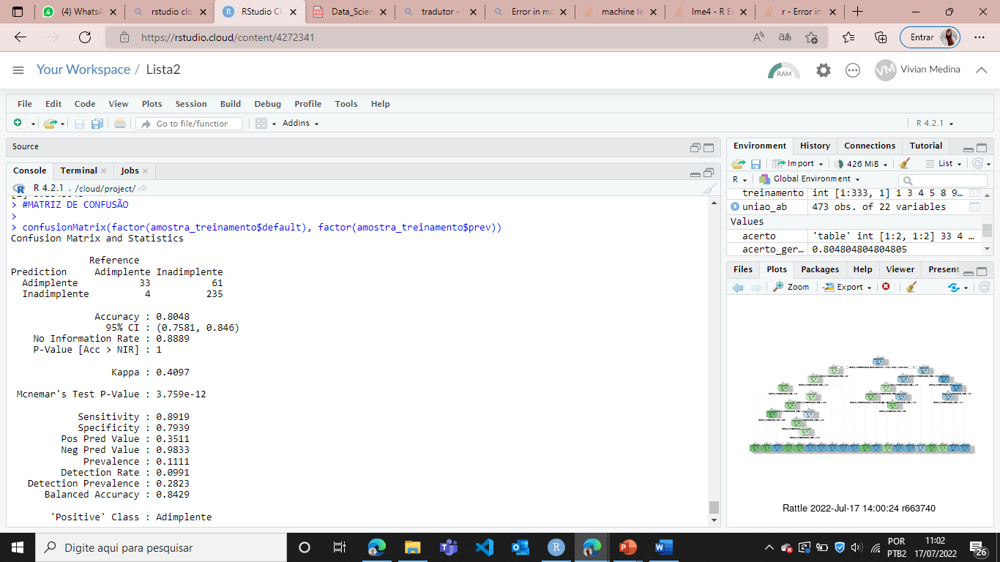 (4) WhatsA
rstudio clo
RStudio Cl
Data_Scien
tradutor -
Error in mo
machine le
lme4 - R E
r - Error in
https://rstudio.cloud/content/4272341
Entrar
Your Workspace / Lista2
RAM
VM
Vivian Medina
File Edit Code View Plots Session Build Debug Profile Tools Help
Go to file/function
Addins
R 4.2.1
Source
Console Terminal Jobs
R 4.2.1 . /cloud/project/
> #MATRIZ DE CONFUSÃO
>
> confusionMatrix(factor(amostra_treinamento$default), factor(amostra_treinamento$prev))
Confusion Matrix and Statistics
Reference
Prediction Adimplente Inadimplente
Adimplente 33 61
Inadimplente 4 235
Accuracy : 0.8048
95% CI : (0.7581, 0.846)
No Information Rate : 0.8889
P-Value [Acc > NIR] : 1
Kappa : 0.4097
Mcnemar's Test P-Value : 3.759e-12
Sensitivity : 0.8919
Specificity : 0.7939
Pos Pred Value : 0.3511
Neg Pred Value : 0.9833
Prevalence : 0.1111
Detection Rate : 0.0991
Detection Prevalence : 0.2823
Balanced Accuracy : 0.8429
'Positive' Class : Adimplente
Environment History Connections Tutorial
Import 426 MiB List
R Global Environment
treinamento int [1:333, 1] 1 3 4 5 8 9…
uniao_ab 473 obs. of 22 variables
Values
acerto 'table' int [1:2, 1:2] 33 4 …
acerto_ger… 0.804804804804805
Files Plots Packages Help Viewer Present
Zoom Export
Rattle 2022-Jul-17 14:00:24 r663740
Digite aqui para pesquisar
POR
PTB2
11:02
17/07/2022
26